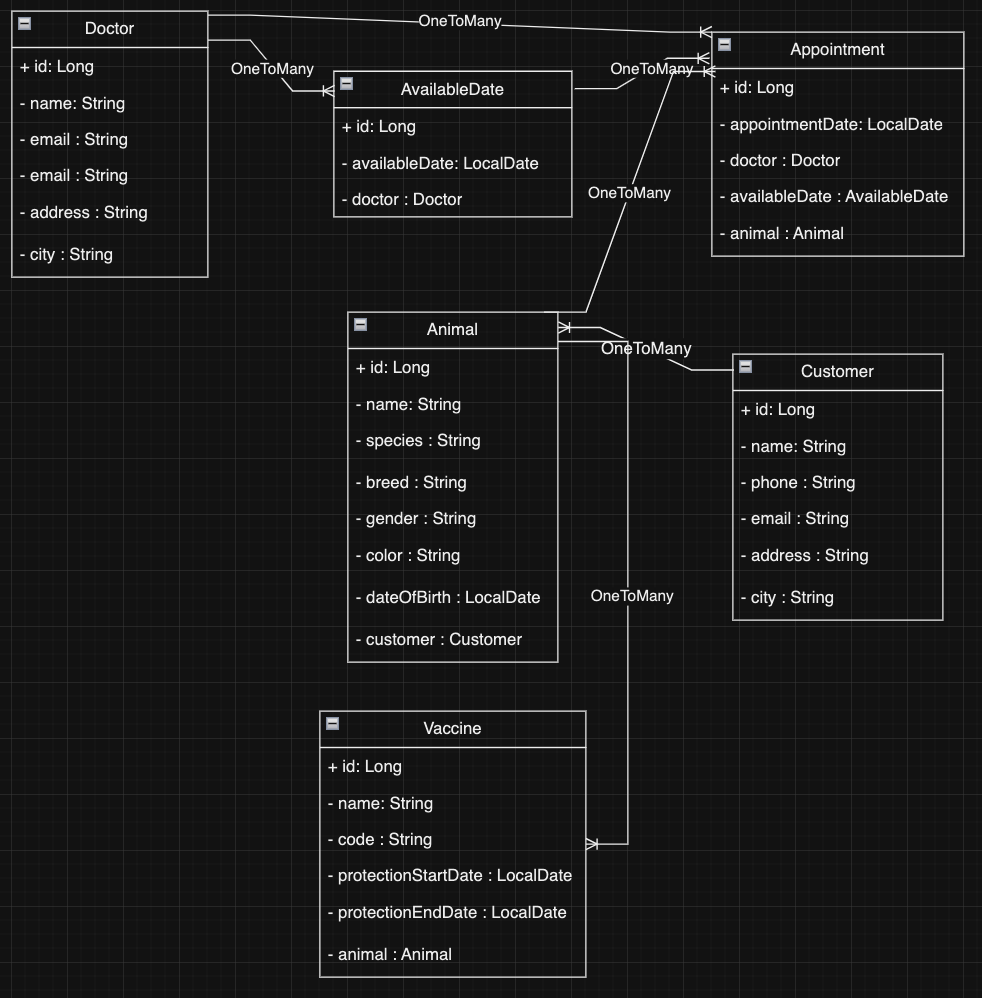 Doctor
+ id: Long
- name: String
- email : String
- email : String
- address : String
- city : String
OneToMany
OneToMany
AvailableDate
+ id: Long
- availableDate: LocalDate
- doctor : Doctor
OneToMany
Appointment
+ id: Long
- appointmentDate: LocalDate
- doctor : Doctor
- availableDate : AvailableDate
- animal : Animal
OneToMany
Animal
+ id: Long
- name: String
- species : String
- breed : String
- gender : String
- color : String
- dateOfBirth : LocalDate
- customer : Customer
OneToMany
Customer
+ id: Long
- name: String
- phone : String
- email : String
- address : String
- city : String
OneToMany
Vaccine
+ id: Long
- name: String
- code : String
- protectionStartDate : LocalDate
- protectionEndDate : LocalDate
- animal : Animal